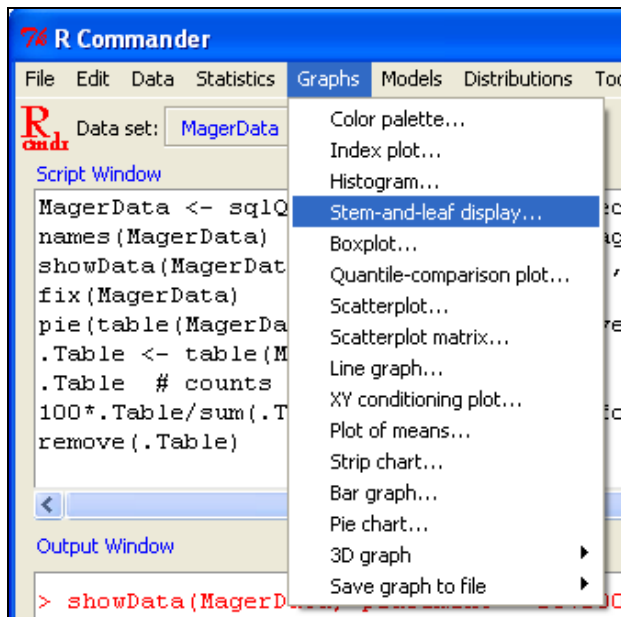 R Commander
File Edit Data Statistics Graphs Models Distributions
R
cmdr
Data set: MagerData
Color palette...
Index plot...
Histogram...
Stem-and-leaf display...
Boxplot...
Quantile-comparison plot...
Scatterplot...
Scatterplot matrix...
Line graph...
XY conditioning plot...
Plot of means...
Strip chart...
Bar graph...
Pie chart...
3D graph
Save graph to file
Script Window
MagerData <- sqlQ
names(MagerData)
showData(MagerDat
fix(MagerData)
pie(table(MagerDa
.Table <- table(M
.Table # counts
100*.Table/sum(.T
remove(.Table)
Output Window
> showData(MagerD